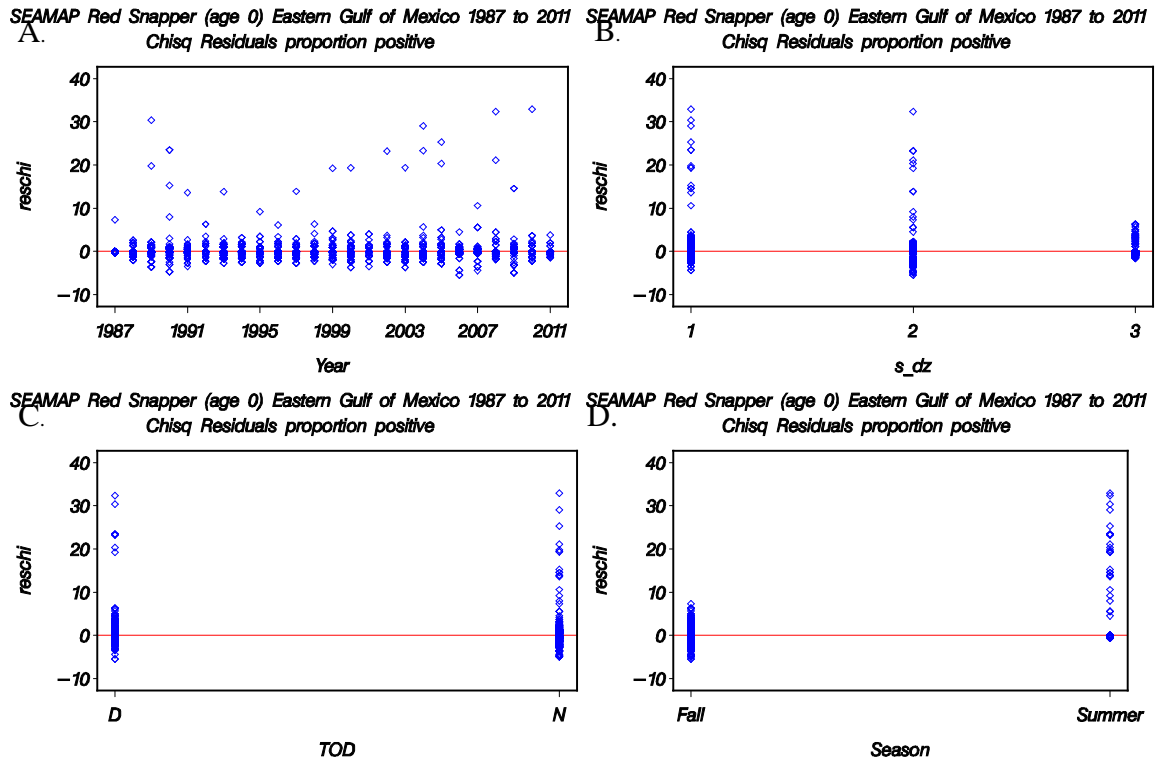 SEAMAP Red Snapper (age 0) Eastern Gulf of Mexico 1987 to 2011
A.
Chisq Residuals proportion positive
40
30
20
10
0
−10
reschi
1987 1991 1995 1999 2003 2007 2011
Year
SEAMAP Red Snapper (age 0) Eastern Gulf of Mexico 1987 to 2011
B.
Chisq Residuals proportion positive
40
30
20
10
0
−10
reschi
1 2 3
s_dz
SEAMAP Red Snapper (age 0) Eastern Gulf of Mexico 1987 to 2011
C.
Chisq Residuals proportion positive
40
30
20
10
0
−10
reschi
D N
TOD
SEAMAP Red Snapper (age 0) Eastern Gulf of Mexico 1987 to 2011
D.
Chisq Residuals proportion positive
40
30
20
10
0
−10
reschi
Fall Summer
Season